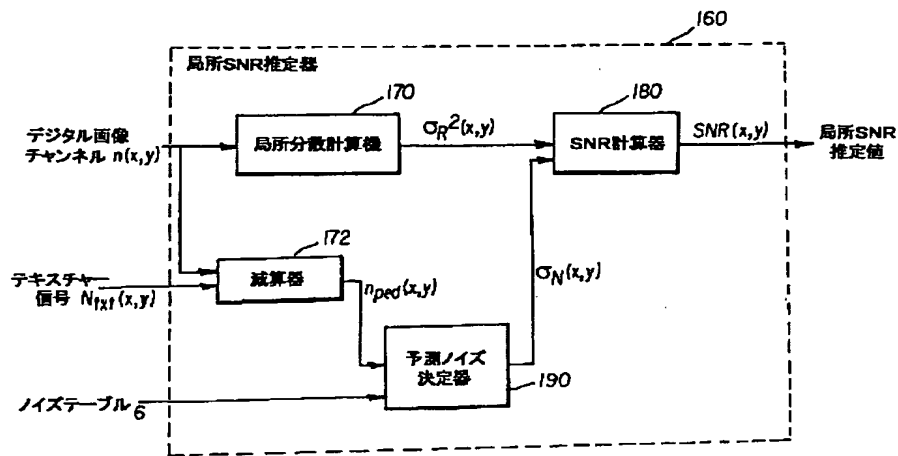 160
局所SNR推定器
170
180
デジタル画像
チャンネル n(x,y)
局所分散計算機
σR²(x,y)
SNR計算器
SNR(x,y)
局所SNR
推定値
172
テキスチャー
信号 Ntxt(x,y)
減算器
nped(x,y)
σN(x,y)
予測ノイズ
決定器
190
ノイズテーブル 6